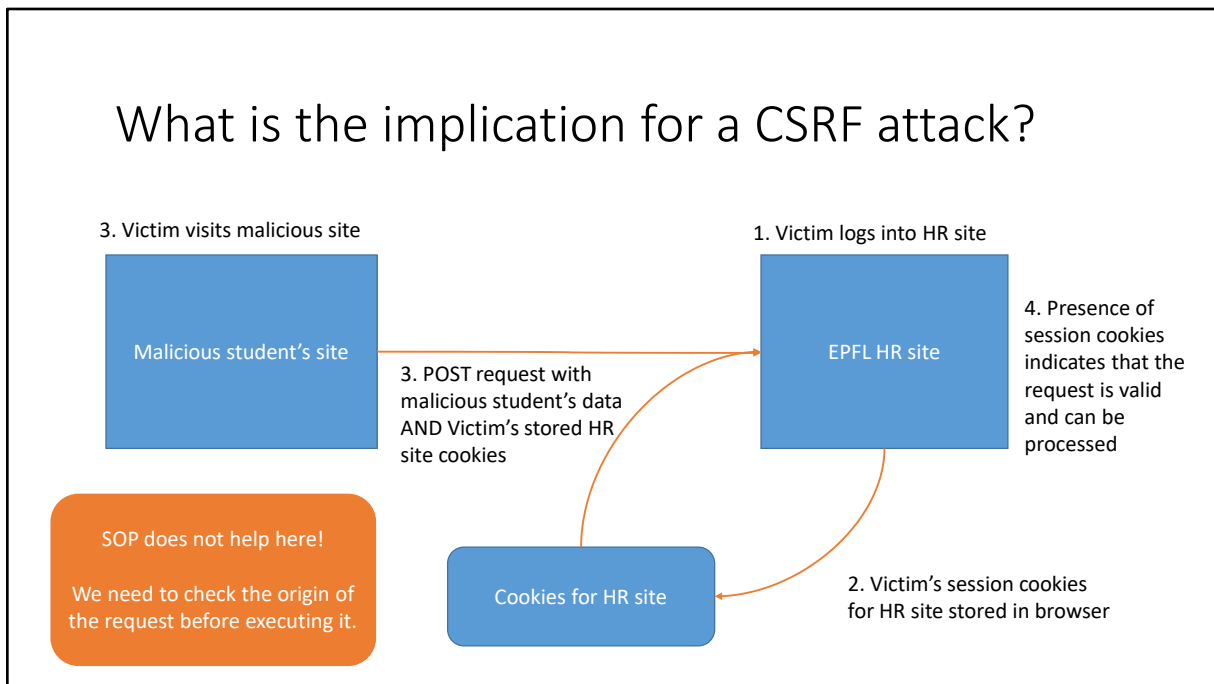 What is the implication for a CSRF attack?
3. Victim visits malicious site
1. Victim logs into HR site
Malicious student's site
EPFL HR site
3. POST request with
malicious student's data
AND Victim's stored HR
site cookies
4. Presence of
session cookies
indicates that the
request is valid
and can be
processed
SOP does not help here!
We need to check the origin of
the request before executing it.
Cookies for HR site
2. Victim's session cookies
for HR site stored in browser